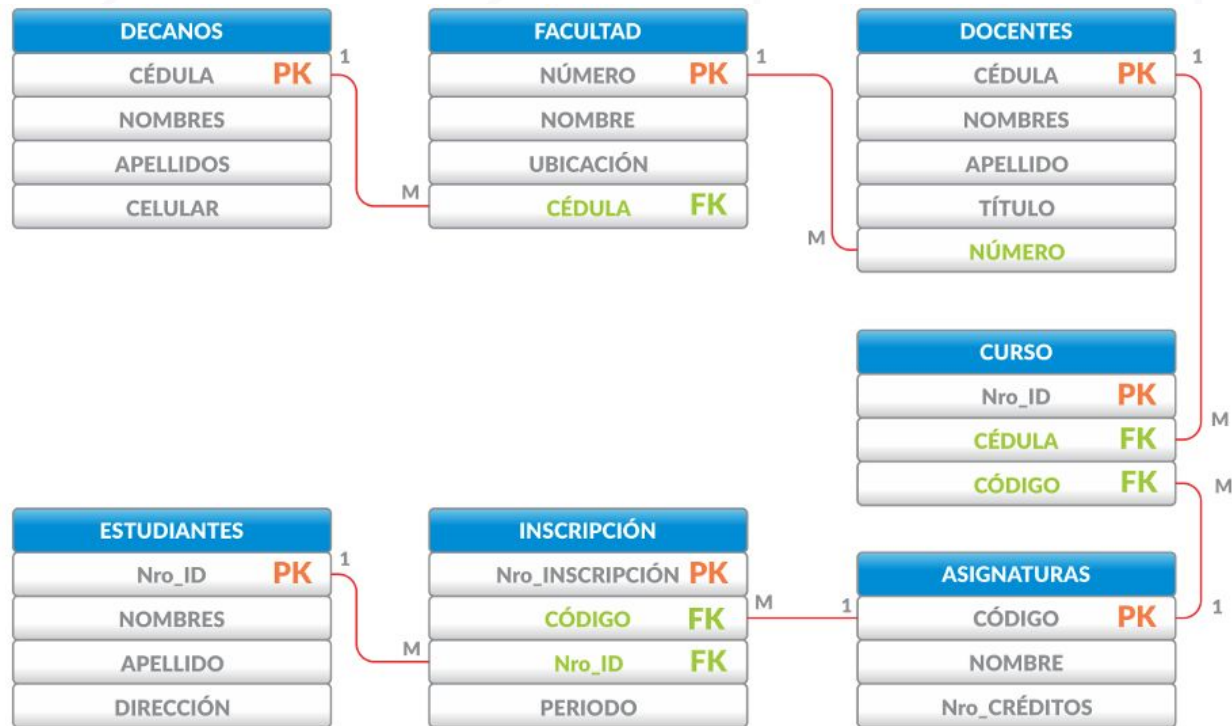 DECANOS
CÉDULA PK
NOMBRES
APELLIDOS
CELULAR
1
M
FACULTAD
NÚMERO PK
NOMBRE
UBICACIÓN
CÉDULA FK
1
M
DOCENTES
CÉDULA PK
NOMBRES
APELLIDO
TÍTULO
NÚMERO
1
M
CURSO
Nro_ID PK
CÉDULA FK
CÓDIGO FK
M
1
ESTUDIANTES
Nro_ID PK
NOMBRES
APELLIDO
DIRECCIÓN
1
M
INSCRIPCIÓN
Nro_INSCRIPCIÓN PK
CÓDIGO FK
Nro_ID FK
PERIODO
M
1
ASIGNATURAS
CÓDIGO PK
NOMBRE
Nro_CRÉDITOS